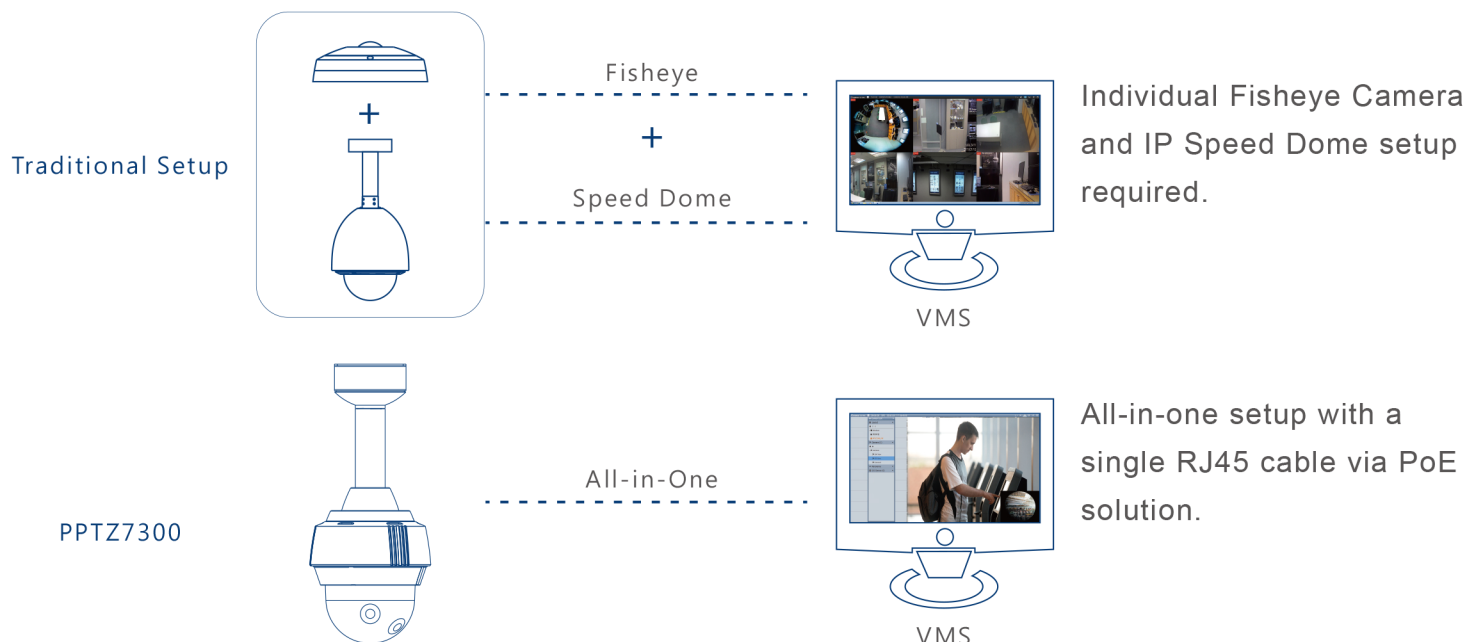 Fisheye
+
+
Traditional Setup
Speed Dome
Individual Fisheye Camera
and IP Speed Dome setup
required.
VMS
All-in-One
PPTZ7300
All-in-one setup with a
single RJ45 cable via PoE
solution.
VMS